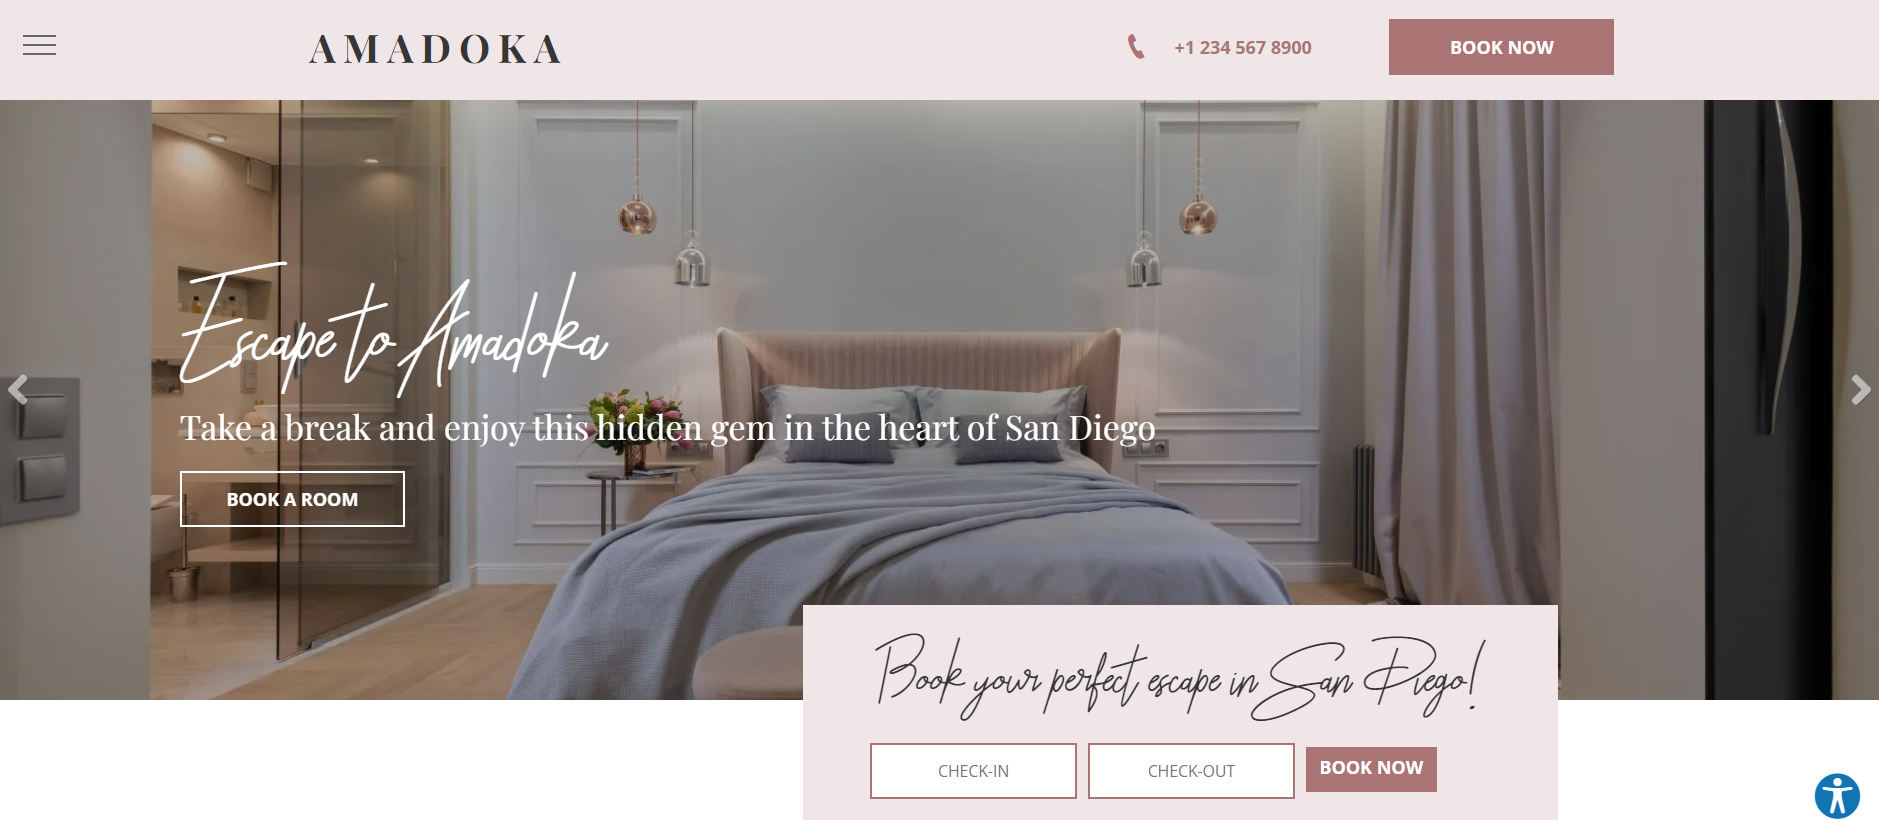 AMADOKA
+1 234 567 8900
BOOK NOW
Escape to Amadoka
Take a break and enjoy this hidden gem in the heart of San Diego
BOOK A ROOM
Book your perfect escape in San Diego!
CHECK-IN
CHECK-OUT
BOOK NOW